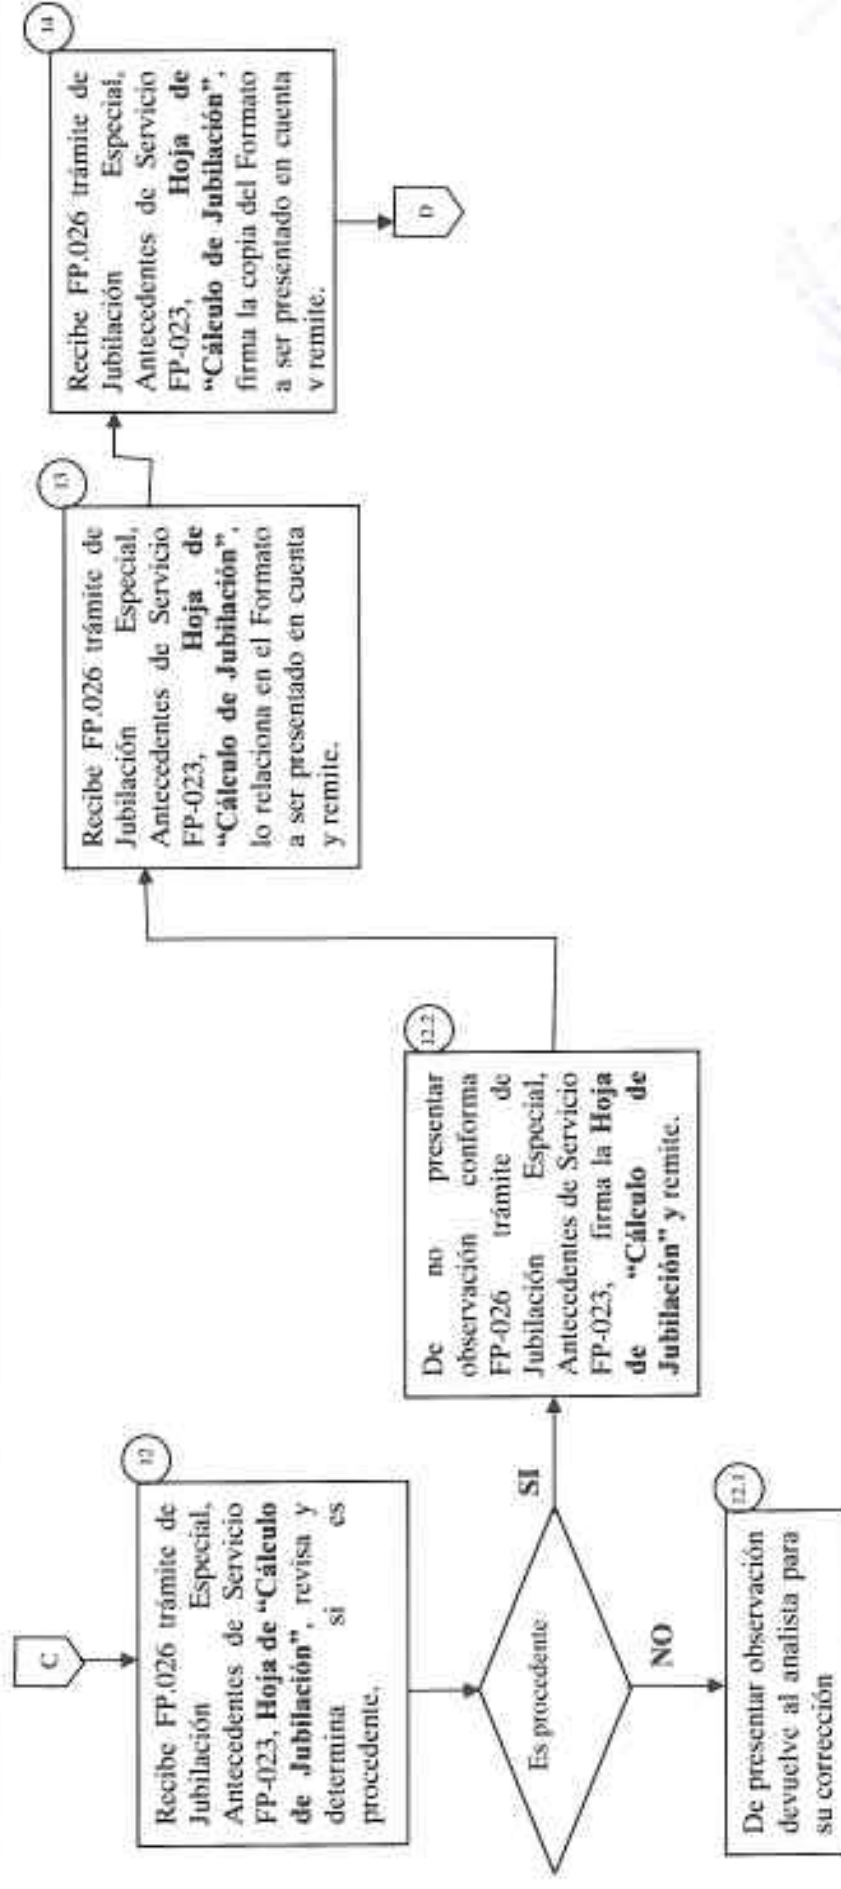 C
12
Recibe FP.026 trámite de
Jubilación Especial,
Antecedentes de Servicio
FP-023, Hoja de “Cálculo
de Jubilación”, revisa y
determina si es
procedente.
Es procedente
SI
NO
12.1
De presentar observación
devuelve al analista para
su corrección
12.2
De no presentar
observación conforma
FP-026 trámite de
Jubilación Especial,
Antecedentes de Servicio
FP-023, firma la Hoja
de “Cálculo de
Jubilación” y remite.
13
Recibe FP.026 trámite de
Jubilación Especial,
Antecedentes de Servicio
FP-023, Hoja de
“Cálculo de Jubilación”,
lo relaciona en el Formato
a ser presentado en cuenta
y remite.
14
Recibe FP.026 trámite de
Jubilación Especial,
Antecedentes de Servicio
FP-023, Hoja de
“Cálculo de Jubilación”,
firma la copia del Formato
a ser presentado en cuenta
y remite.
D